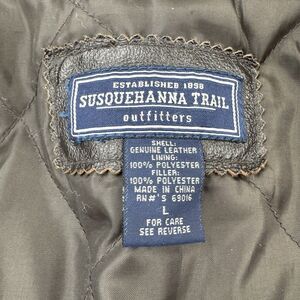 ESTABLISHED 1898
SUSQUEHANNA TRAIL
outfitters
SHELL:
GENUINE LEATHER
LINING:
100% POLYESTER
FILLER:
100% POLYESTER
MADE IN CHINA
RN#'S 69016
L
FOR CARE
SEE REVERSE